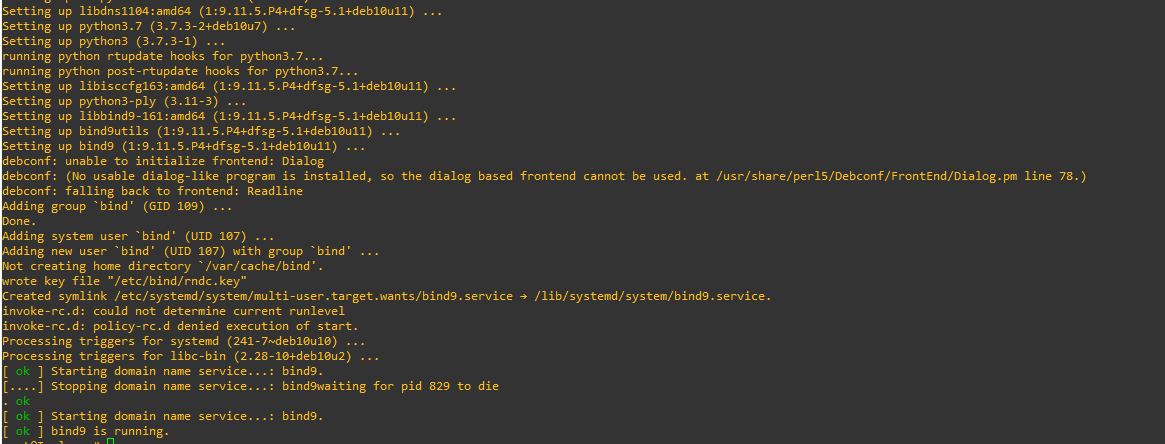 Setting up libdns1104:amd64 (1:9.11.5.P4+dfsg-5.1+deb10u11) ...
Setting up python3.7 (3.7.3-2+deb10u7) ...
Setting up python3 (3.7.3-1) ...
running python rtupdate hooks for python3.7...
running python post-rtupdate hooks for python3.7...
Setting up libisccfg163:amd64 (1:9.11.5.P4+dfsg-5.1+deb10u11) ...
Setting up python3-ply (3.11-3) ...
Setting up libbind9-161:amd64 (1:9.11.5.P4+dfsg-5.1+deb10u11) ...
Setting up bind9utils (1:9.11.5.P4+dfsg-5.1+deb10u11) ...
Setting up bind9 (1:9.11.5.P4+dfsg-5.1+deb10u11) ...
debconf: unable to initialize frontend: Dialog
debconf: (No usable dialog-like program is installed, so the dialog based frontend cannot be used. at /usr/share/perl5/Debconf/FrontEnd/Dialog.pm line 78.)
debconf: falling back to frontend: Readline
Adding group `bind' (GID 109) ...
Done.
Adding system user `bind' (UID 107) ...
Adding new user `bind' (UID 107) with group `bind' ...
Not creating home directory `/var/cache/bind'.
wrote key file "/etc/bind/rndc.key"
Created symlink /etc/systemd/system/multi-user.target.wants/bind9.service → /lib/systemd/system/bind9.service.
invoke-rc.d: could not determine current runlevel
invoke-rc.d: policy-rc.d denied execution of start.
Processing triggers for systemd (241-7~deb10u10) ...
Processing triggers for libc-bin (2.28-10+deb10u2) ...
[ ok ] Starting domain name service...: bind9.
[....] Stopping domain name service...: bind9waiting for pid 829 to die
. ok
[ ok ] Starting domain name service...: bind9.
[ ok ] bind9 is running.